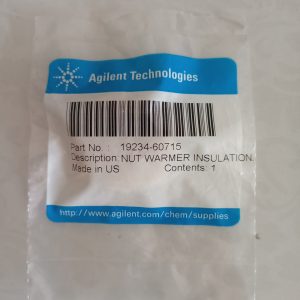 Agilent Technologies
Part No. : 19234-60715
Description: NUT WARMER INSULATION.
Made in US Contents: 1
http://www.agilent.com/chem/supplies